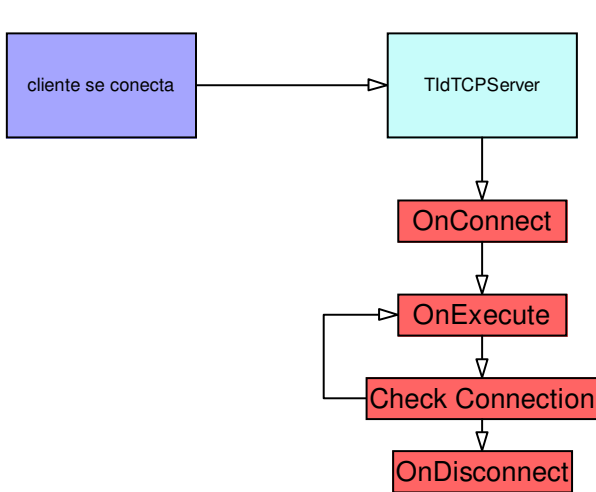 cliente se conecta
TIdTCPServer
OnConnect
OnExecute
Check Connection
OnDisconnect